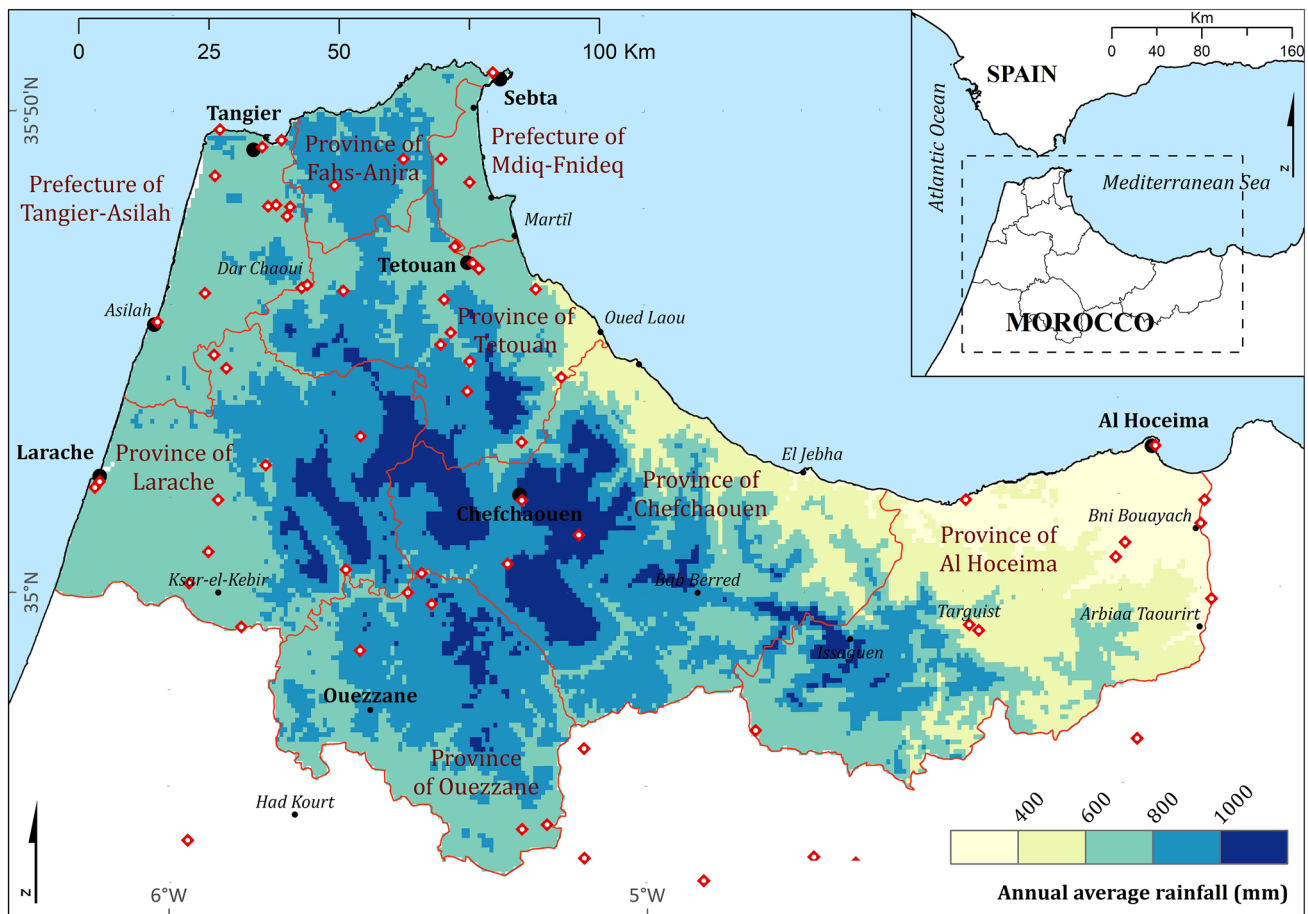 0
25
50
100 Km
Km
0
40
80
160
SPAIN
Atlantic Ocean
Mediterranean Sea
MOROCCO
z
35°50'N
35°N
Tangier
Sebta
Province of
Fahs-Anjra
Prefecture of
Mdiq-Fnideq
Prefecture of
Tangier-Asilah
Martīl
Dar Chaoui
Tetouan
Asilah
Province of
Tetouan
Oued Laou
Larache
Province of
Larache
Al Hoceima
El Jebha
Province of
Chefchaouen
Chefchaouen
Bni Bouayach
Province of
Al Hoceima
Ksar-el-Kebir
Bab Berred
Targuist
Arbiaa Taourirt
Issaguen
Ouezzane
Province
of Ouezzane
Had Kourt
z
6°W
5°W
400
600
800
1000
Annual average rainfall (mm)